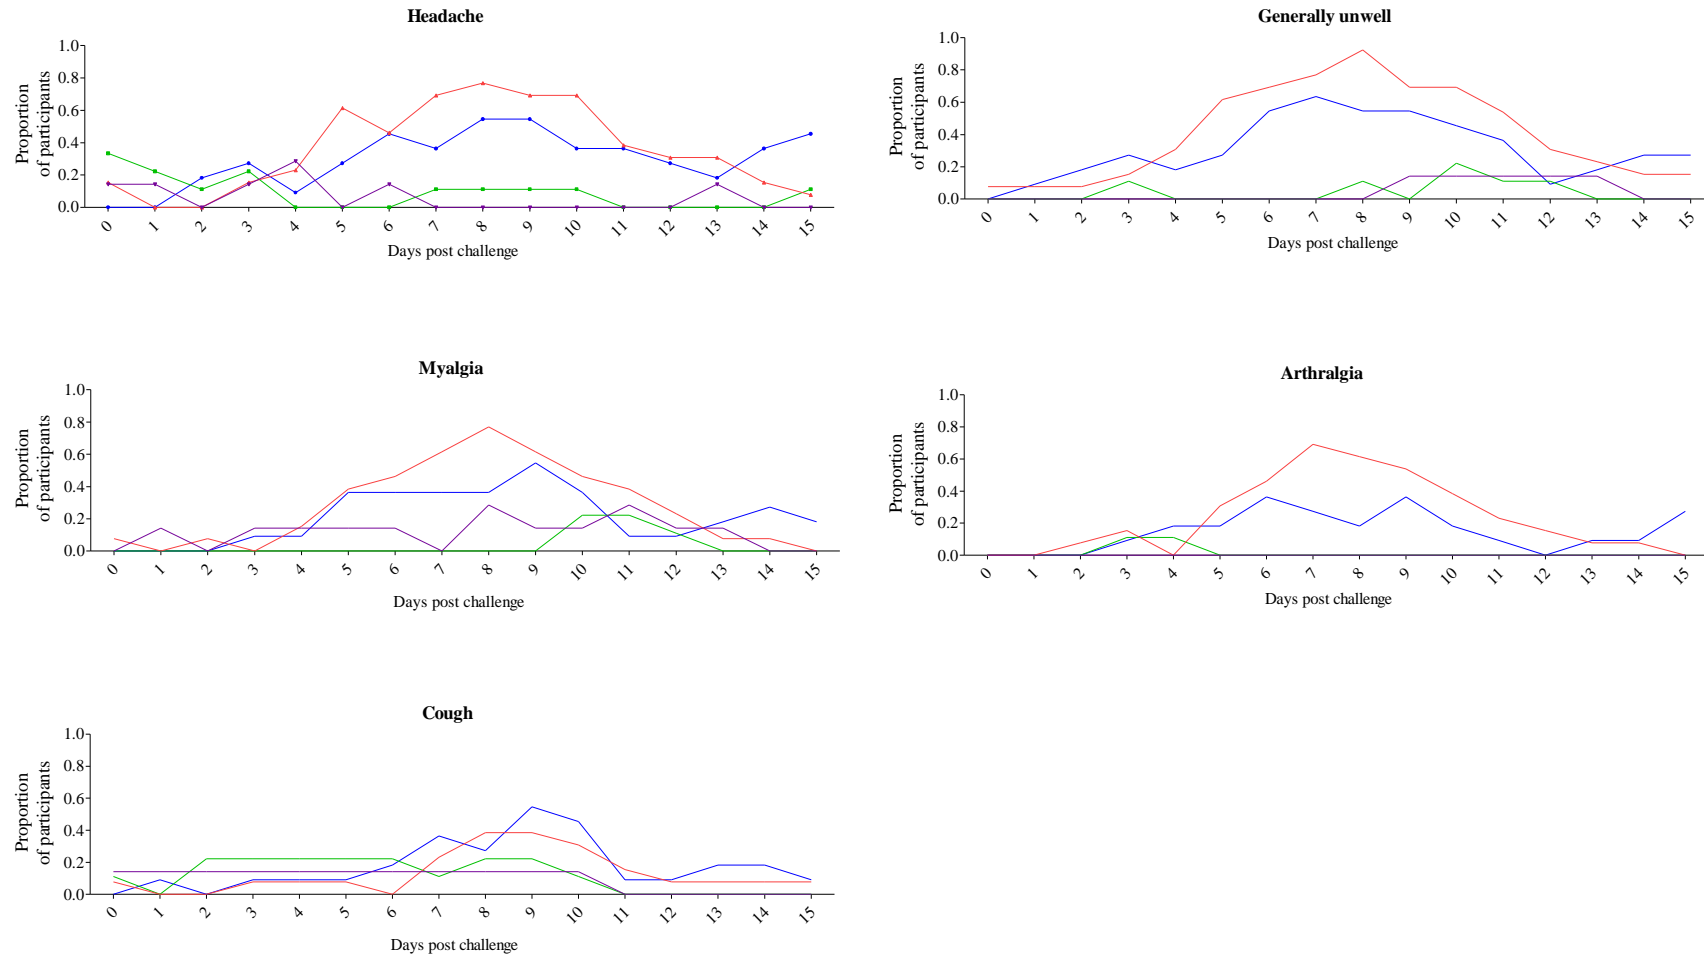 Headache
Proportion
of participants
1.0
0.8
0.6
0.4
0.2
0.0
0 1 2 3 4 5 6 7 8 9 10 11 12 13 14 15
Days post challenge
Generally unwell
Proportion
of participants
1.0
0.8
0.6
0.4
0.2
0.0
0 1 2 3 4 5 6 7 8 9 10 11 12 13 14 15
Days post challenge
Myalgia
Proportion
of participants
1.0
0.8
0.6
0.4
0.2
0.0
0 1 2 3 4 5 6 7 8 9 10 11 12 13 14 15
Days post challenge
Arthralgia
Proportion
of participants
1.0
0.8
0.6
0.4
0.2
0.0
0 1 2 3 4 5 6 7 8 9 10 11 12 13 14 15
Days post challenge
Cough
Proportion
of participants
1.0
0.8
0.6
0.4
0.2
0.0
0 1 2 3 4 5 6 7 8 9 10 11 12 13 14 15
Days post challenge